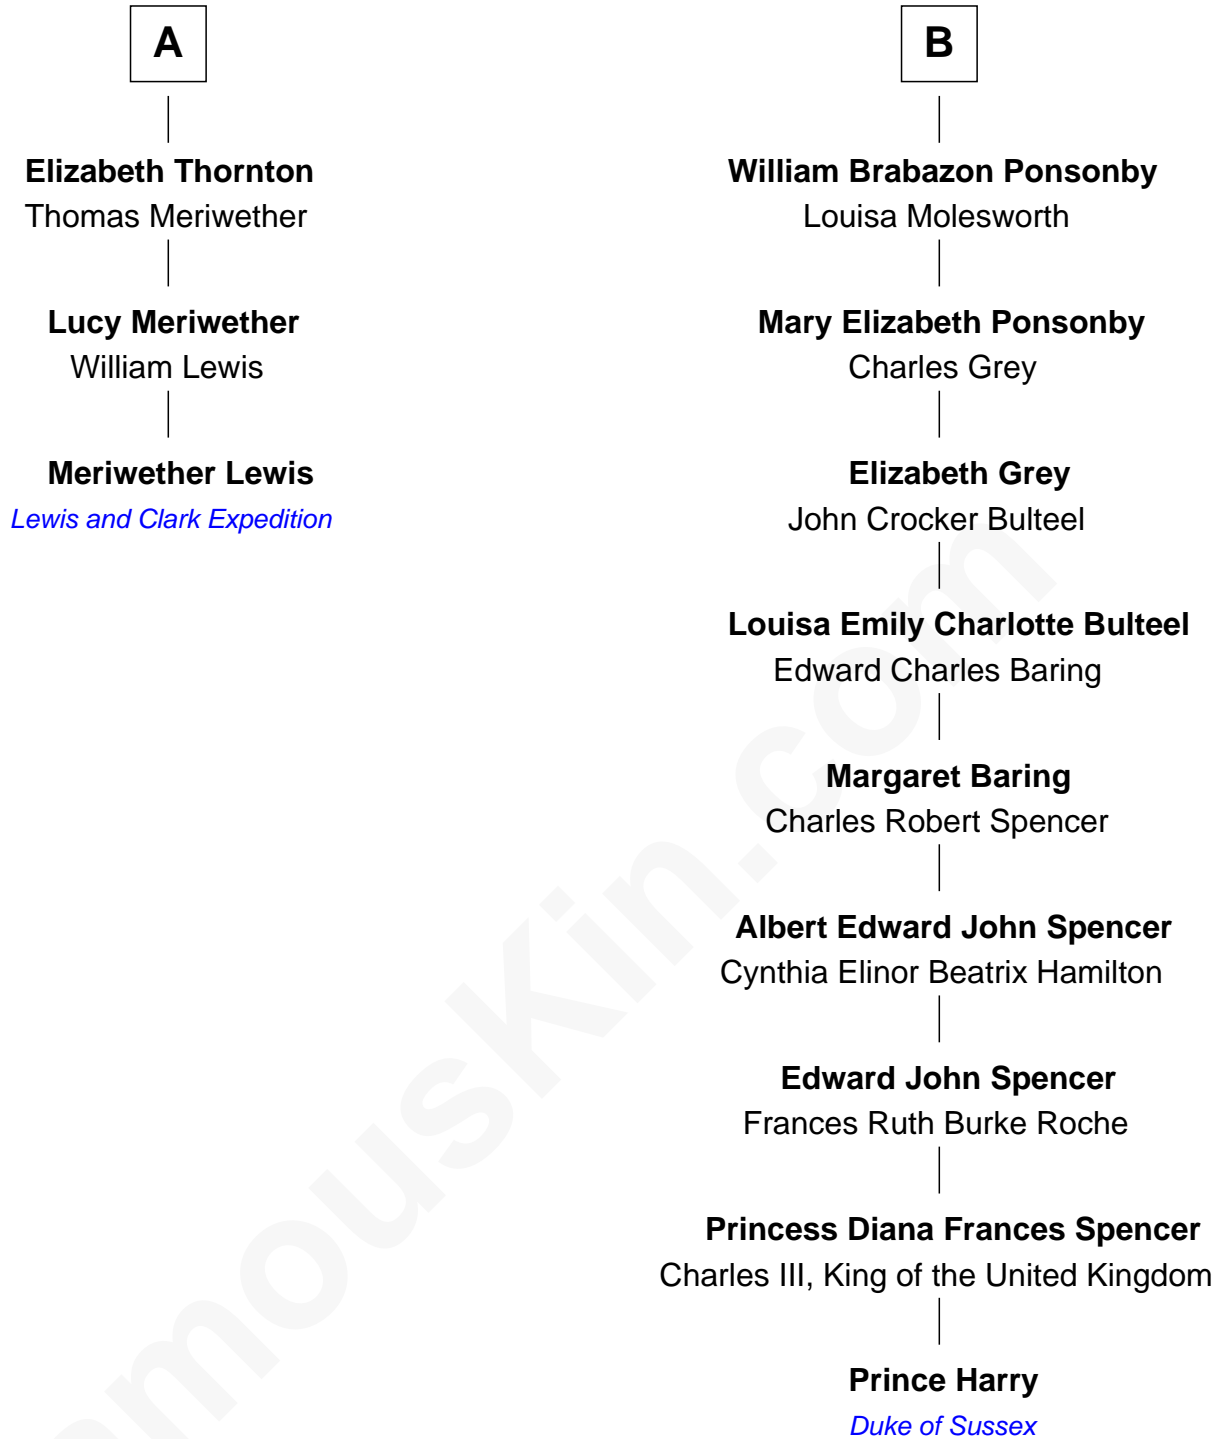 A
Elizabeth Thornton
Thomas Meriwether
Lucy Meriwether
William Lewis
Meriwether Lewis
Lewis and Clark Expedition
B
William Brabazon Ponsonby
Louisa Molesworth
Mary Elizabeth Ponsonby
Charles Grey
Elizabeth Grey
John Crocker Bulteel
Louisa Emily Charlotte Bulteel
Edward Charles Baring
Margaret Baring
Charles Robert Spencer
Albert Edward John Spencer
Cynthia Elinor Beatrix Hamilton
Edward John Spencer
Frances Ruth Burke Roche
Princess Diana Frances Spencer
Charles III, King of the United Kingdom
Prince Harry
Duke of Sussex
amousKin.com